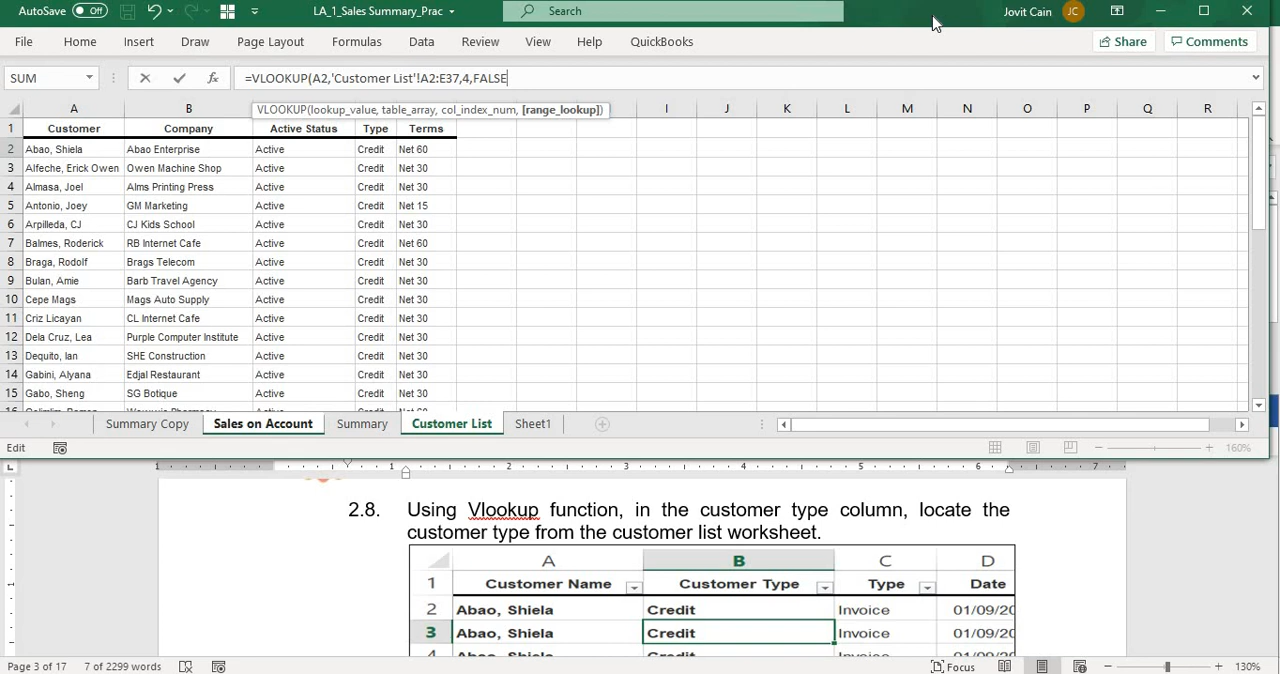 AutoSave Off LA_1_Sales Summary_Prac Search Jovit Cain JC
File Home Insert Draw Page Layout Formulas Data Review View Help QuickBooks Share Comments
SUM fx =VLOOKUP(A2,'Customer List'!A2:E37,4,FALSE
VLOOKUP(lookup_value, table_array, col_index_num, [range_lookup])
A B I J K L M N O P Q R
1 Customer Company Active Status Type Terms
2 Abao, Shiela Abao Enterprise Active Credit Net 60
3 Alfeche, Erick Owen Owen Machine Shop Active Credit Net 30
4 Almasa, Joel Alms Printing Press Active Credit Net 30
5 Antonio, Joey GM Marketing Active Credit Net 15
6 Arpilleda, CJ CJ Kids School Active Credit Net 30
7 Balmes, Roderick RB Internet Cafe Active Credit Net 60
8 Braga, Rodolf Brags Telecom Active Credit Net 30
9 Bulan, Amie Barb Travel Agency Active Credit Net 30
10 Cepe Mags Mags Auto Supply Active Credit Net 30
11 Criz Licayan CL Internet Cafe Active Credit Net 30
12 Dela Cruz, Lea Purple Computer Institute Active Credit Net 30
13 Dequito, Ian SHE Construction Active Credit Net 30
14 Gabini, Alyana Edjal Restaurant Active Credit Net 30
15 Gabo, Sheng SG Botique Active Credit Net 30
Summary Copy Sales on Account Summary Customer List Sheet1
Edit 160%
1 1 2 3 4 5 6 7
2.8. Using Vlookup function, in the customer type column, locate the
customer type from the customer list worksheet.
A B C D
1 Customer Name Customer Type Type Date
2 Abao, Shiela Credit Invoice 01/09/20
3 Abao, Shiela Credit Invoice 01/09/20
Page 3 of 17 7 of 2299 words Focus 130%